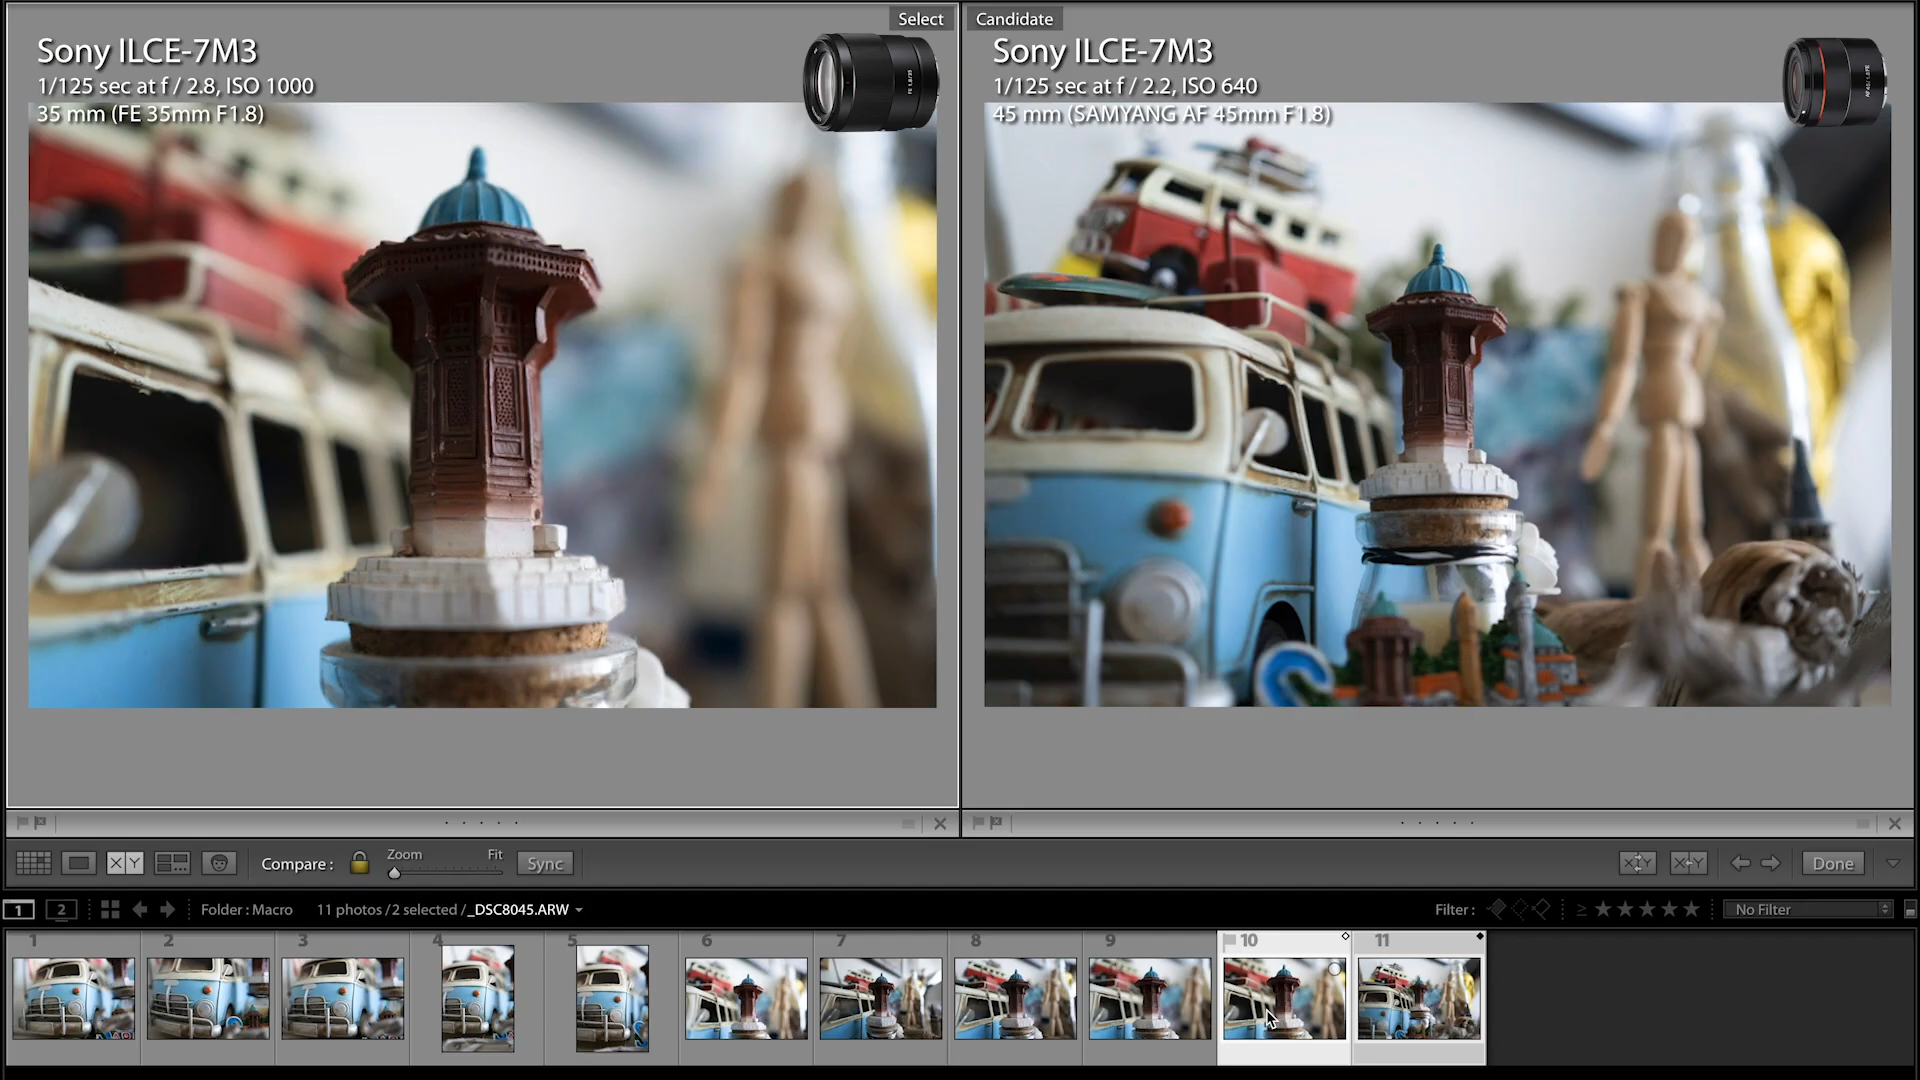 Select
Candidate
Sony ILCE-7M3
1/125 sec at f / 2.8, ISO 1000
35 mm (FE 35mm F1.8)
Sony ILCE-7M3
1/125 sec at f / 2.2, ISO 640
45 mm (SAMYANG AF 45mm F1.8)
X Y
Compare :
Zoom
Fit
Sync
X Y
X Y
Done
1
2
Folder : Macro
11 photos / 2 selected / _DSC8045.ARW
Filter :
≥
No Filter
1
2
3
4
5
6
7
8
9
10
11